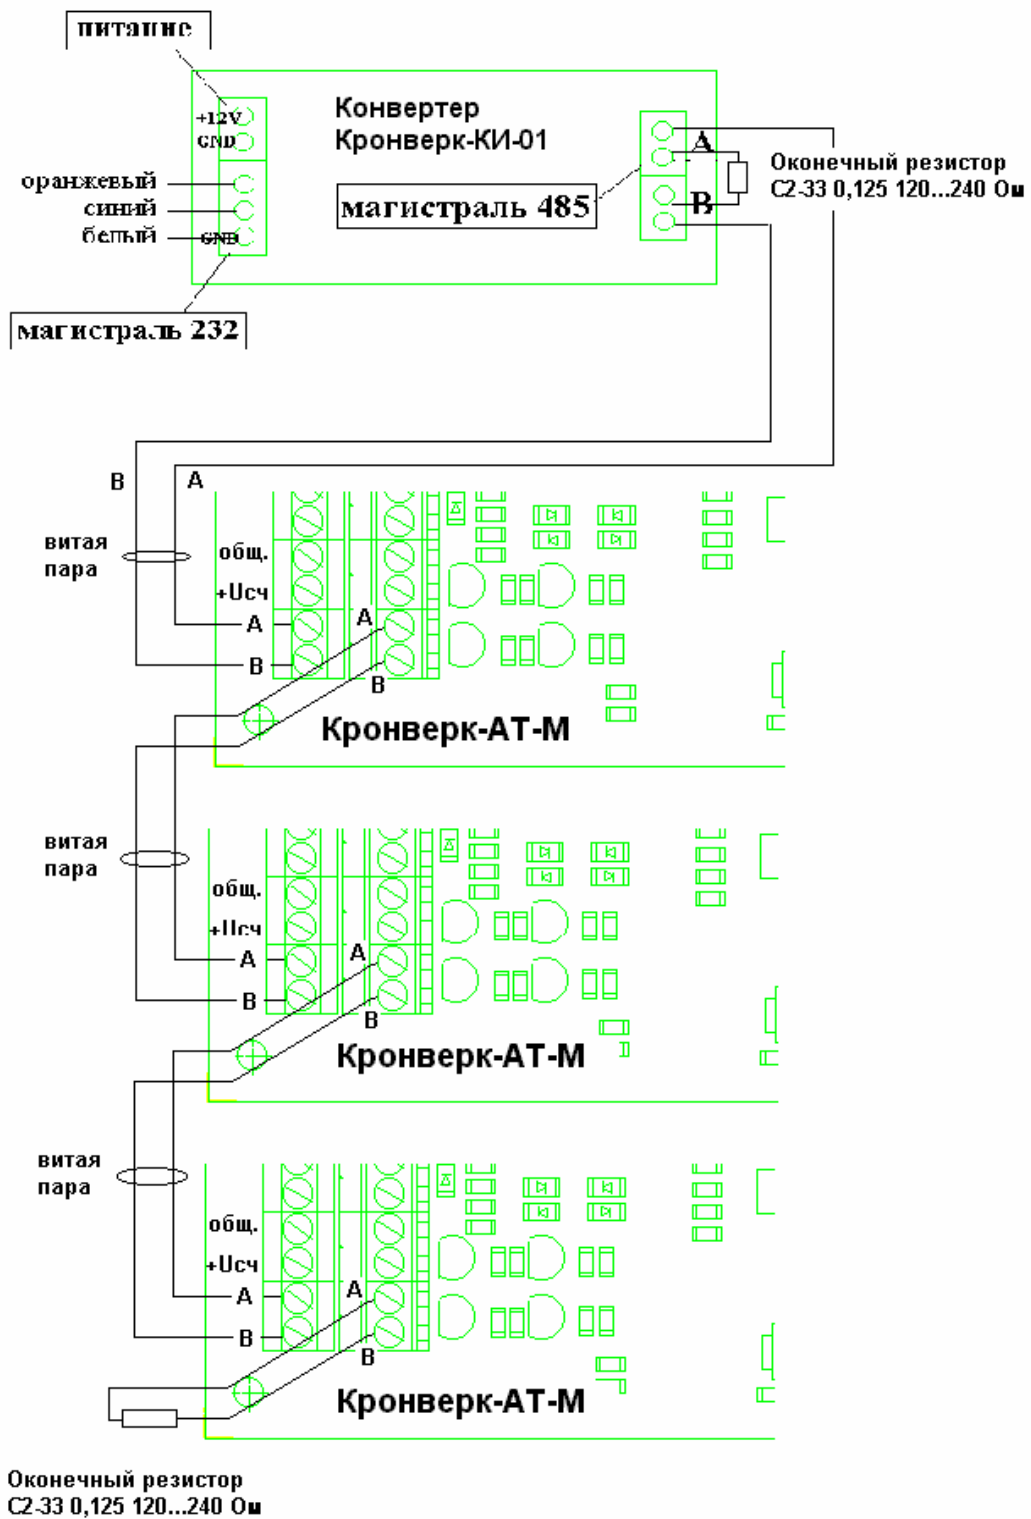 питание
+12V
GND
Конвертер
Кронверк-КИ-01
A
Оконечный резистор
С2-33 0,125 120...240 Ом
оранжевый
синий
белый
GND
магистраль 485
B
магистраль 232
B
A
витая
пара
общ.
+Uсч
A
A
B
B
Кронверк-АТ-М
витая
пара
общ.
+Uсч
A
A
B
B
Кронверк-АТ-М
витая
пара
общ.
+Uсч
A
A
B
B
Кронверк-АТ-М
Оконечный резистор
С2-33 0,125 120...240 Ом